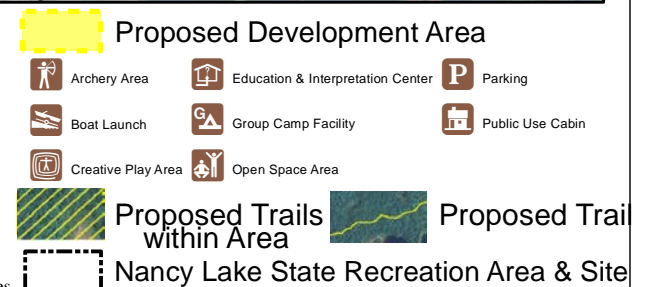 Proposed Development Area
Archery Area
Education & Interpretation Center
P
Parking
Boat Launch
G
Group Camp Facility
Public Use Cabin
Creative Play Area
Open Space Area
Proposed Trails
within Area
Proposed Trail
Nancy Lake State Recreation Area & Site